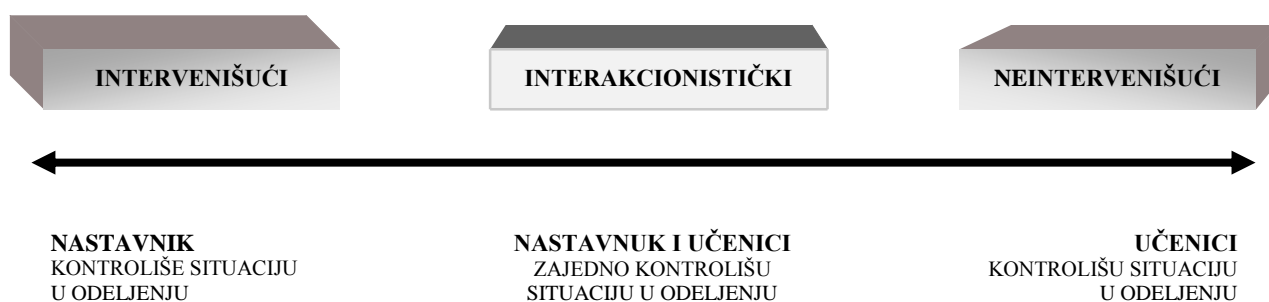 INTERVENIŠUĆI
INTERAKCIONISTIČKI
NEINTERVENIŠUĆI
NASTAVNIK
KONTROLIŠE SITUACIJU
U ODELJENJU
NASTAVNUK I UČENICI
ZAJEDNO KONTROLIŠU
SITUACIJU U ODELJENJU
UČENICI
KONTROLIŠU SITUACIJU
U ODELJENJU